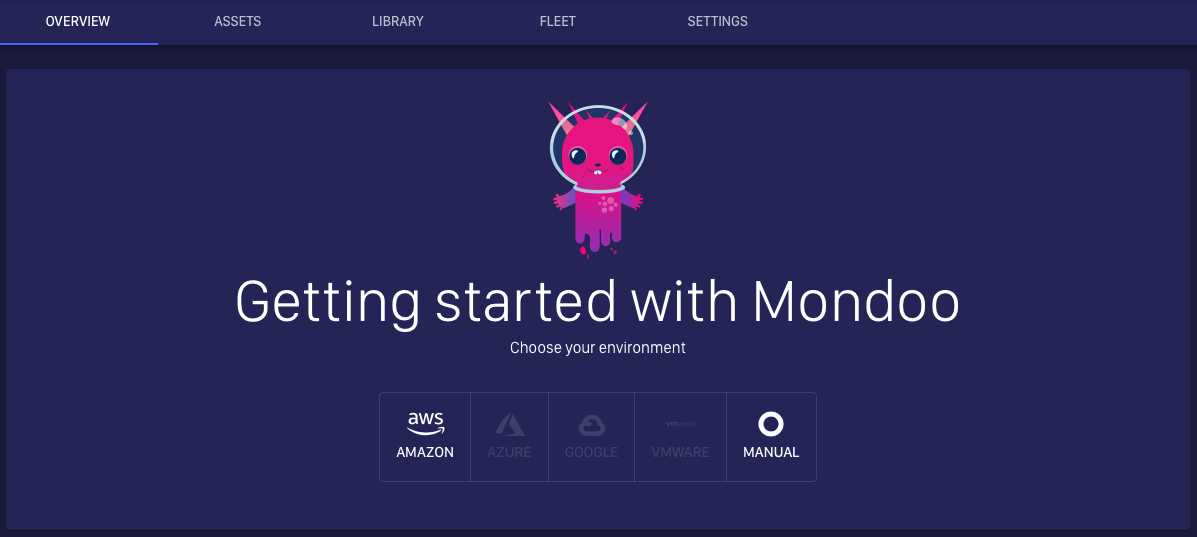 OVERVIEW ASSETS LIBRARY FLEET SETTINGS
Getting started with Mondoo
Choose your environment
aws vmware
AMAZON AZURE GOOGLE VMWARE MANUAL